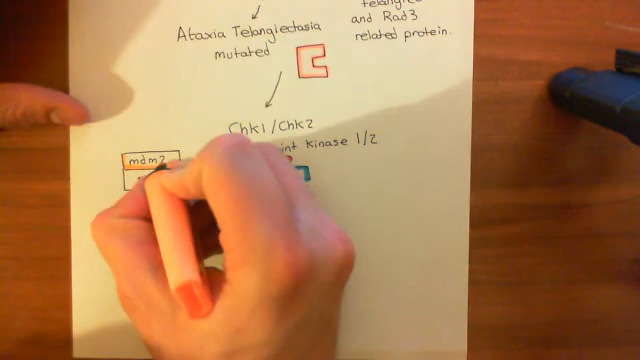 Ataxia Telangiectasia
mutated
and Rad3
related protein.
Chk1/Chk2
int kinase 1/2
mdm2